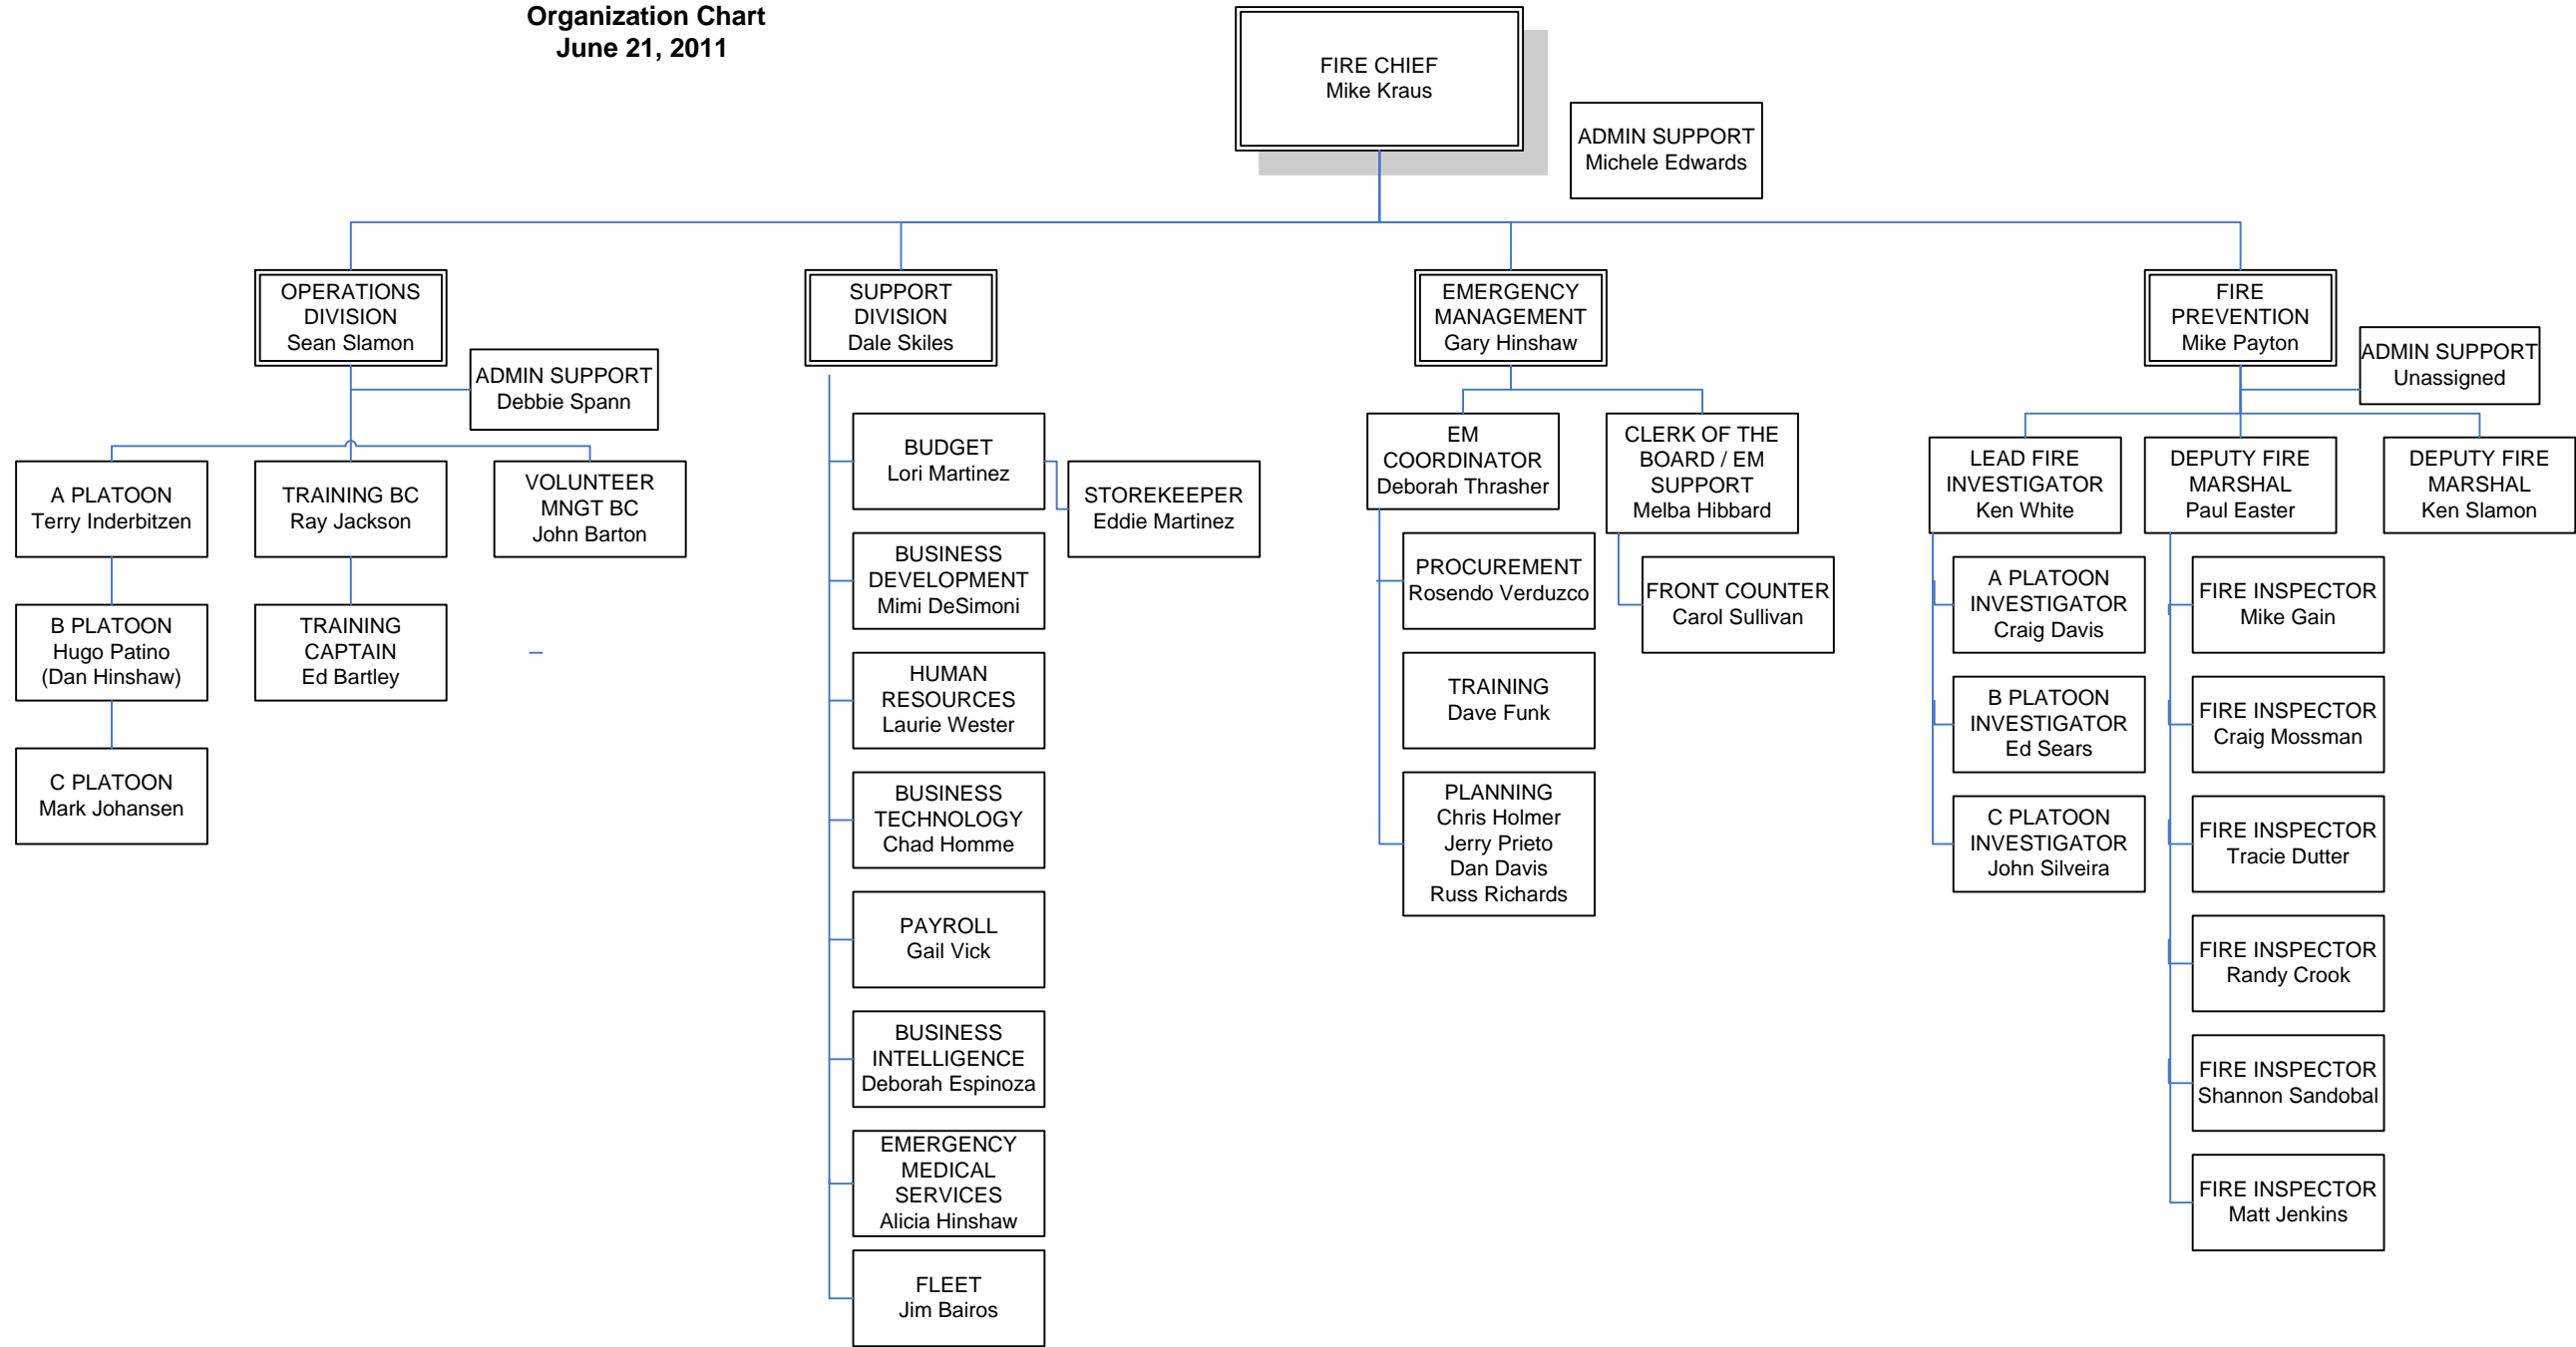 Organization Chart
June 21, 2011
FIRE CHIEF
Mike Kraus
ADMIN SUPPORT
Michele Edwards
OPERATIONS
DIVISION
Sean Slamon
ADMIN SUPPORT
Debbie Spann
A PLATOON
Terry Inderbitzen
B PLATOON
Hugo Patino
(Dan Hinshaw)
C PLATOON
Mark Johansen
TRAINING BC
Ray Jackson
TRAINING
CAPTAIN
Ed Bartley
VOLUNTEER
MNGT BC
John Barton
SUPPORT
DIVISION
Dale Skiles
BUDGET
Lori Martinez
STOREKEEPER
Eddie Martinez
BUSINESS
DEVELOPMENT
Mimi DeSimoni
HUMAN
RESOURCES
Laurie Wester
BUSINESS
TECHNOLOGY
Chad Homme
PAYROLL
Gail Vick
BUSINESS
INTELLIGENCE
Deborah Espinoza
EMERGENCY
MEDICAL
SERVICES
Alicia Hinshaw
FLEET
Jim Bairos
EMERGENCY
MANAGEMENT
Gary Hinshaw
EM
COORDINATOR
Deborah Thrasher
PROCUREMENT
Rosendo Verduzco
TRAINING
Dave Funk
PLANNING
Chris Holmer
Jerry Prieto
Dan Davis
Russ Richards
CLERK OF THE
BOARD / EM
SUPPORT
Melba Hibbard
FRONT COUNTER
Carol Sullivan
FIRE
PREVENTION
Mike Payton
ADMIN SUPPORT
Unassigned
LEAD FIRE
INVESTIGATOR
Ken White
A PLATOON
INVESTIGATOR
Craig Davis
B PLATOON
INVESTIGATOR
Ed Sears
C PLATOON
INVESTIGATOR
John Silveira
DEPUTY FIRE
MARSHAL
Paul Easter
FIRE INSPECTOR
Mike Gain
FIRE INSPECTOR
Craig Mossman
FIRE INSPECTOR
Tracie Dutter
FIRE INSPECTOR
Randy Crook
FIRE INSPECTOR
Shannon Sandobal
FIRE INSPECTOR
Matt Jenkins
DEPUTY FIRE
MARSHAL
Ken Slamon